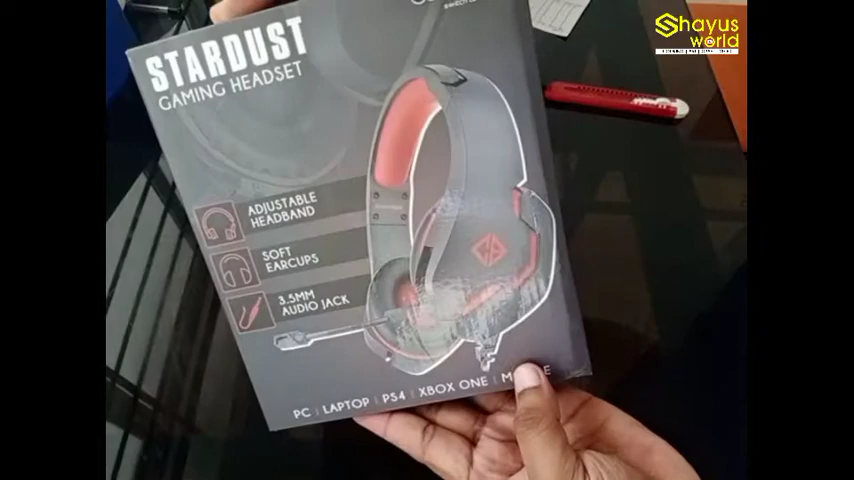 Shayus
world
STARDUST
GAMING HEADSET
ADJUSTABLE
HEADBAND
SOFT
EARCUPS
3.5MM
AUDIO JACK
PC | LAPTOP | PS4 | XBOX ONE |